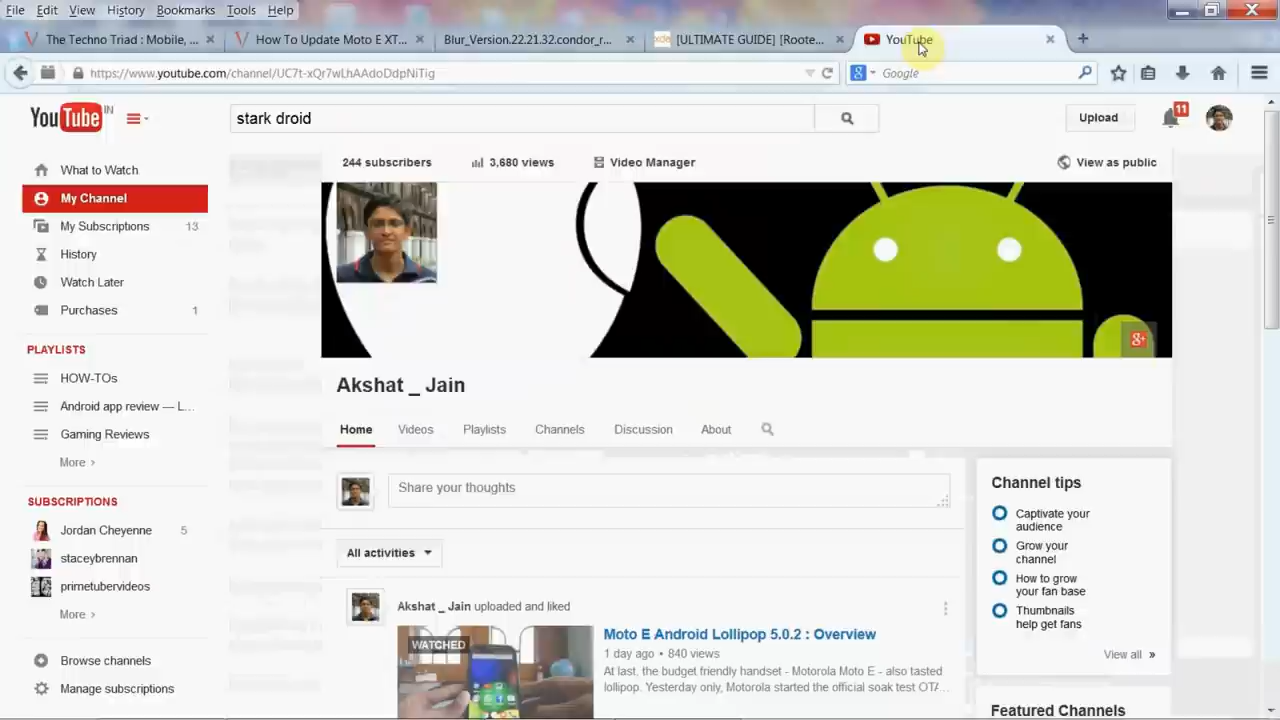 File Edit View History Bookmarks Tools Help
The Techno Triad : Mobile, ... × How To Update Moto E XT... × Blur_Version.22.21.32.condor_r... × xda [ULTIMATE GUIDE] [Roote... × YouTube × +
https://www.youtube.com/channel/UC7t-xQr7wLhAAdoDdpNiTig
Google
YouTube IN
stark droid
Upload
11
244 subscribers
3,680 views
Video Manager
View as public
What to Watch
My Channel
My Subscriptions 13
History
Watch Later
Purchases 1
PLAYLISTS
HOW-TOs
Android app review — L...
Gaming Reviews
More ›
SUBSCRIPTIONS
Jordan Cheyenne 5
staceybrennan
primetubervideos
More ›
Browse channels
Manage subscriptions
g+
Akshat _ Jain
Home Videos Playlists Channels Discussion About
Share your thoughts
All activities
Akshat _ Jain uploaded and liked
WATCHED
Moto E Android Lollipop 5.0.2 : Overview
1 day ago • 840 views
At last, the budget friendly handset - Motorola Moto E - also tasted
lollipop. Yesterday only, Motorola started the official soak test OTA...
Channel tips
Captivate your
audience
Grow your
channel
How to grow
your fan base
Thumbnails
help get fans
View all »
Featured Channels